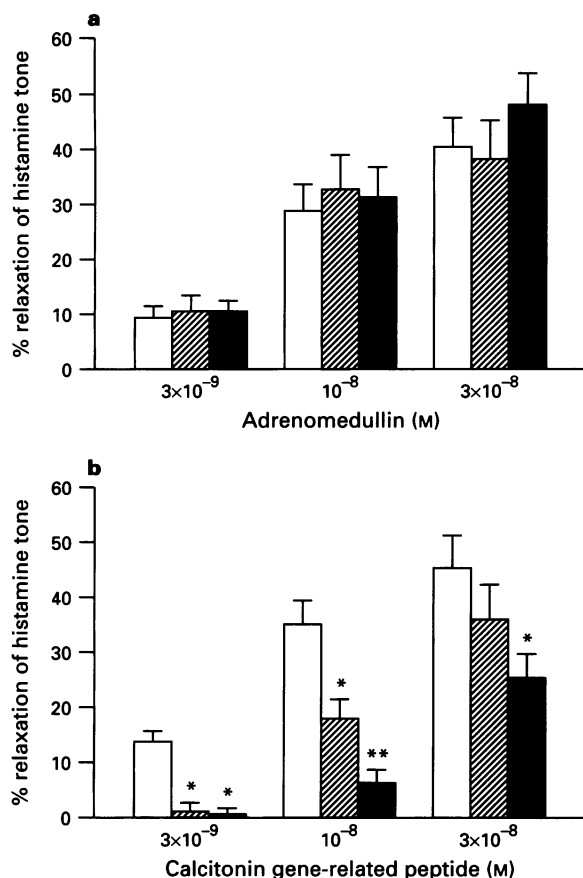 a
% relaxation of histamine tone
60
50
40
30
20
10
0
3×10⁻⁹ 10⁻⁸ 3×10⁻⁸
Adrenomedullin (M)
b
% relaxation of histamine tone
60
50
40
30
20
10
0
* * * ** *
3×10⁻⁹ 10⁻⁸ 3×10⁻⁸
Calcitonin gene-related peptide (M)